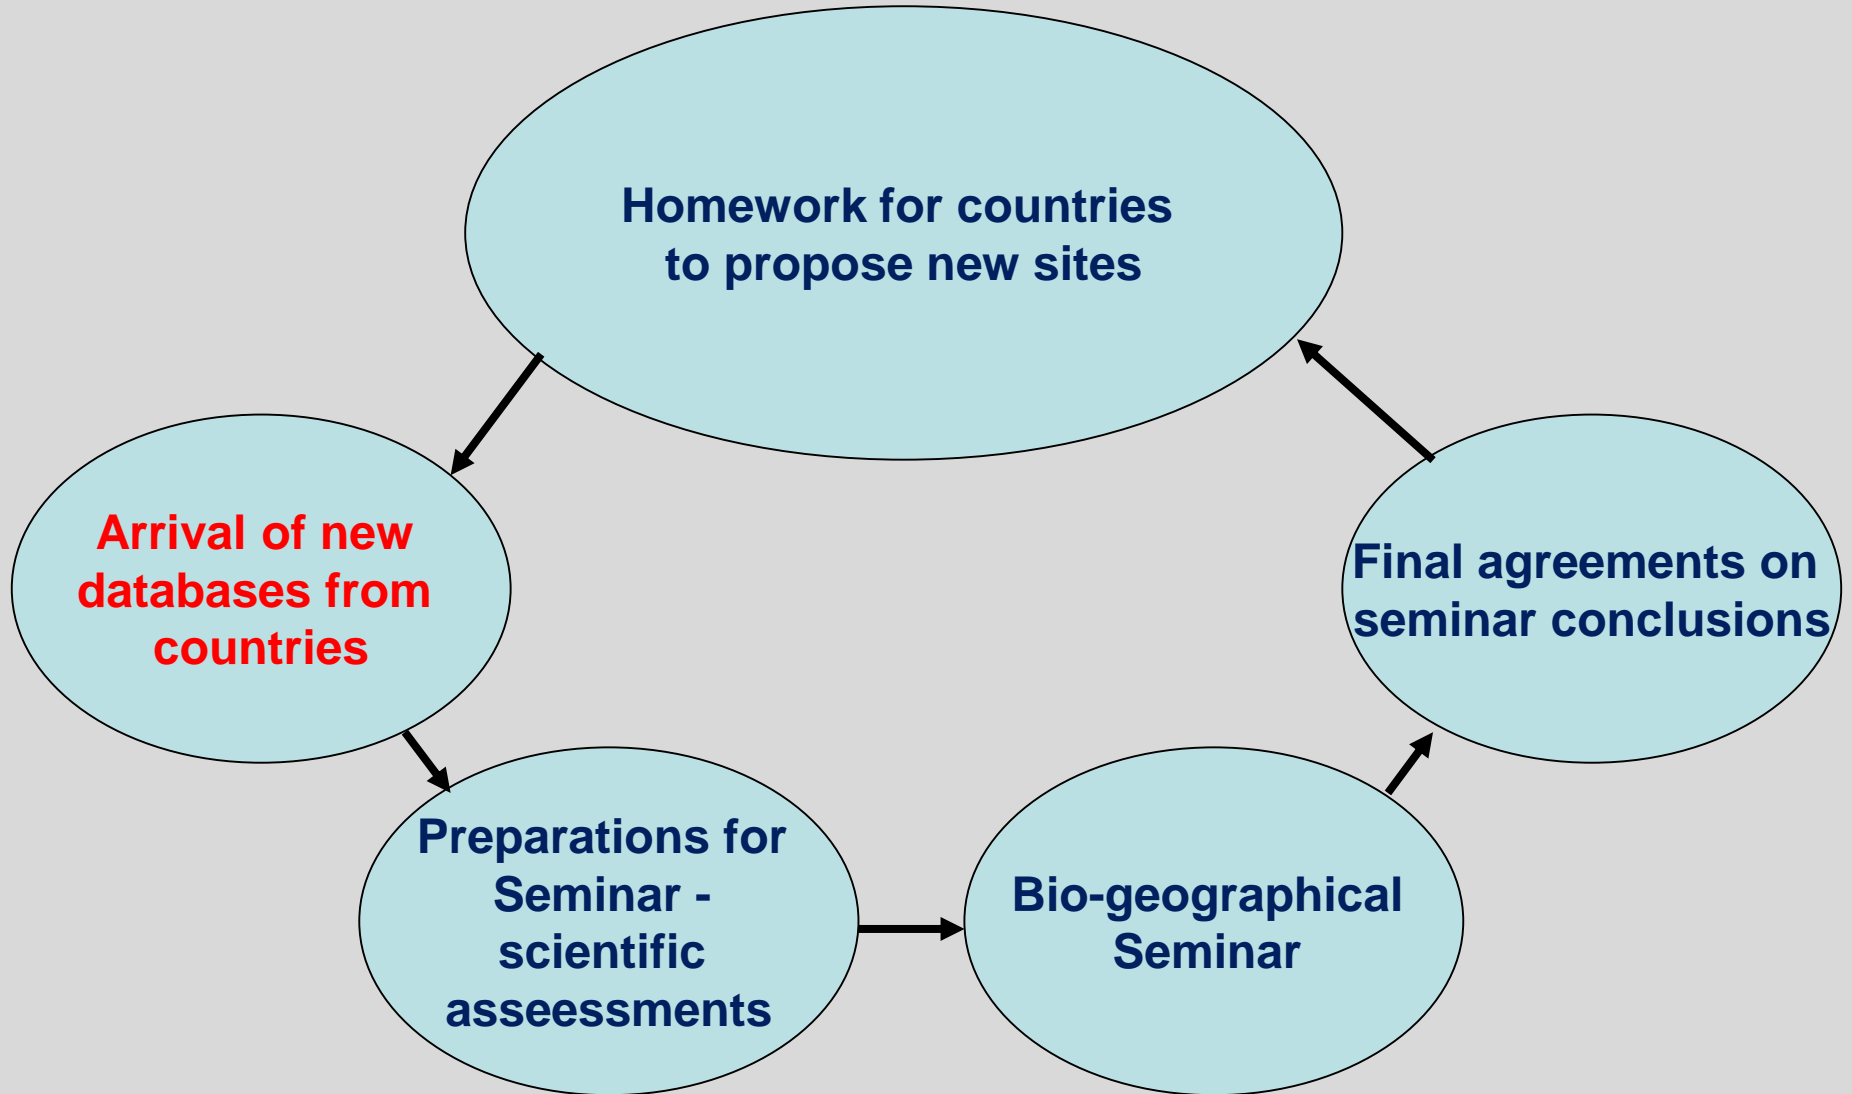 Homework for countries
to propose new sites
Arrival of new
databases from
countries
Final agreements on
seminar conclusions
Preparations for
Seminar -
scientific
asseessments
Bio-geographical
Seminar